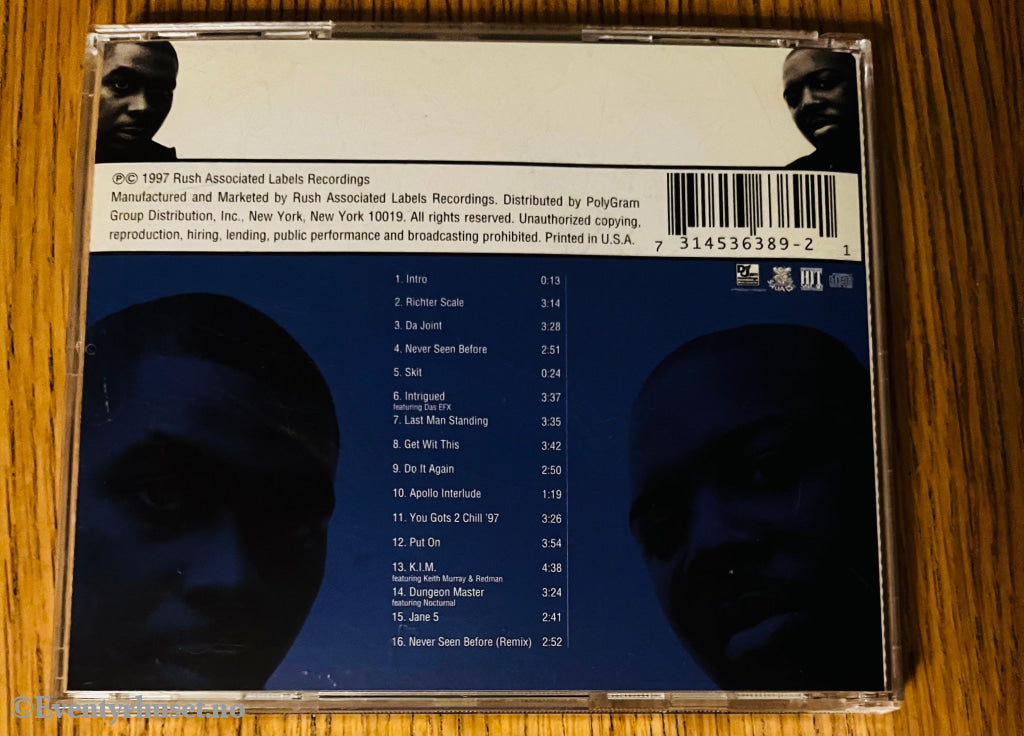 ℗© 1997 Rush Associated Labels Recordings
Manufactured and Marketed by Rush Associated Labels Recordings. Distributed by PolyGram
Group Distribution, Inc., New York, New York 10019. All rights reserved. Unauthorized copying,
reproduction, hiring, lending, public performance and broadcasting prohibited. Printed in U.S.A.
7 314536389-2 1
DEF
HIT
1. Intro 0:13
2. Richter Scale 3:14
3. Da Joint 3:28
4. Never Seen Before 2:51
5. Skit 0:24
6. Intrigued 3:37
featuring Das EFX
7. Last Man Standing 3:35
8. Get Wit This 3:42
9. Do It Again 2:50
10. Apollo Interlude 1:19
11. You Gots 2 Chill '97 3:26
12. Put On 3:54
13. K.I.M. 4:38
featuring Keith Murray & Redman
14. Dungeon Master 3:24
featuring Nocturnal
15. Jane 5 2:41
16. Never Seen Before (Remix) 2:52
©Eventyrhuset.no